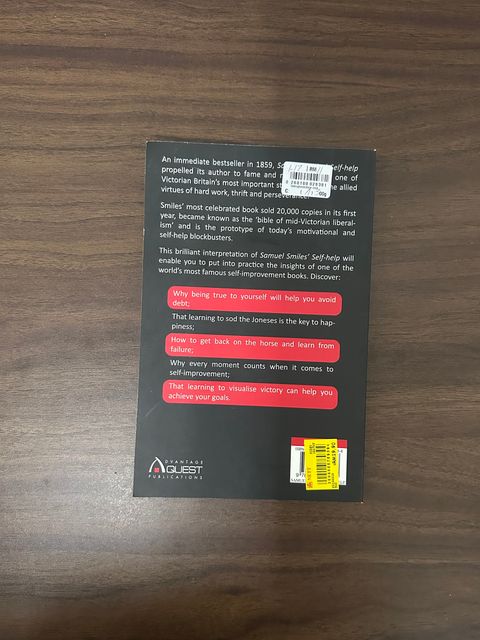 An immediate bestseller in 1859, Self-help
propelled its author to fame and one of
Victorian Britain's most important allied
virtues of hard work, thrift and perseverance.
Smiles' most celebrated book sold 20,000 copies in its first
year, became known as the 'bible of mid-Victorian liberal-
ism' and is the prototype of today's motivational and
self-help blockbusters.
This brilliant interpretation of Samuel Smiles' Self-help will
enable you to put into practice the insights of one of the
world's most famous self-improvement books. Discover:
Why being true to yourself will help you avoid
debt;
That learning to sod the Joneses is the key to hap-
piness;
How to get back on the horse and learn from
failure;
Why every moment counts when it comes to
self-improvement;
That learning to visualise victory can help you
achieve your goals.
DVANTAGE
QUEST
PUBLICATIONS